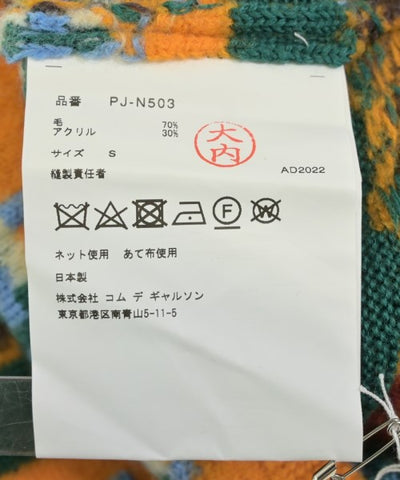 品番 PJ-N503
毛 70%
アクリル 30%
大内
サイズ S
縫製責任者 AD2022
F W
ネット使用 あて布使用
日本製
株式会社 コム デ ギャルソン
東京都港区南青山5-11-5